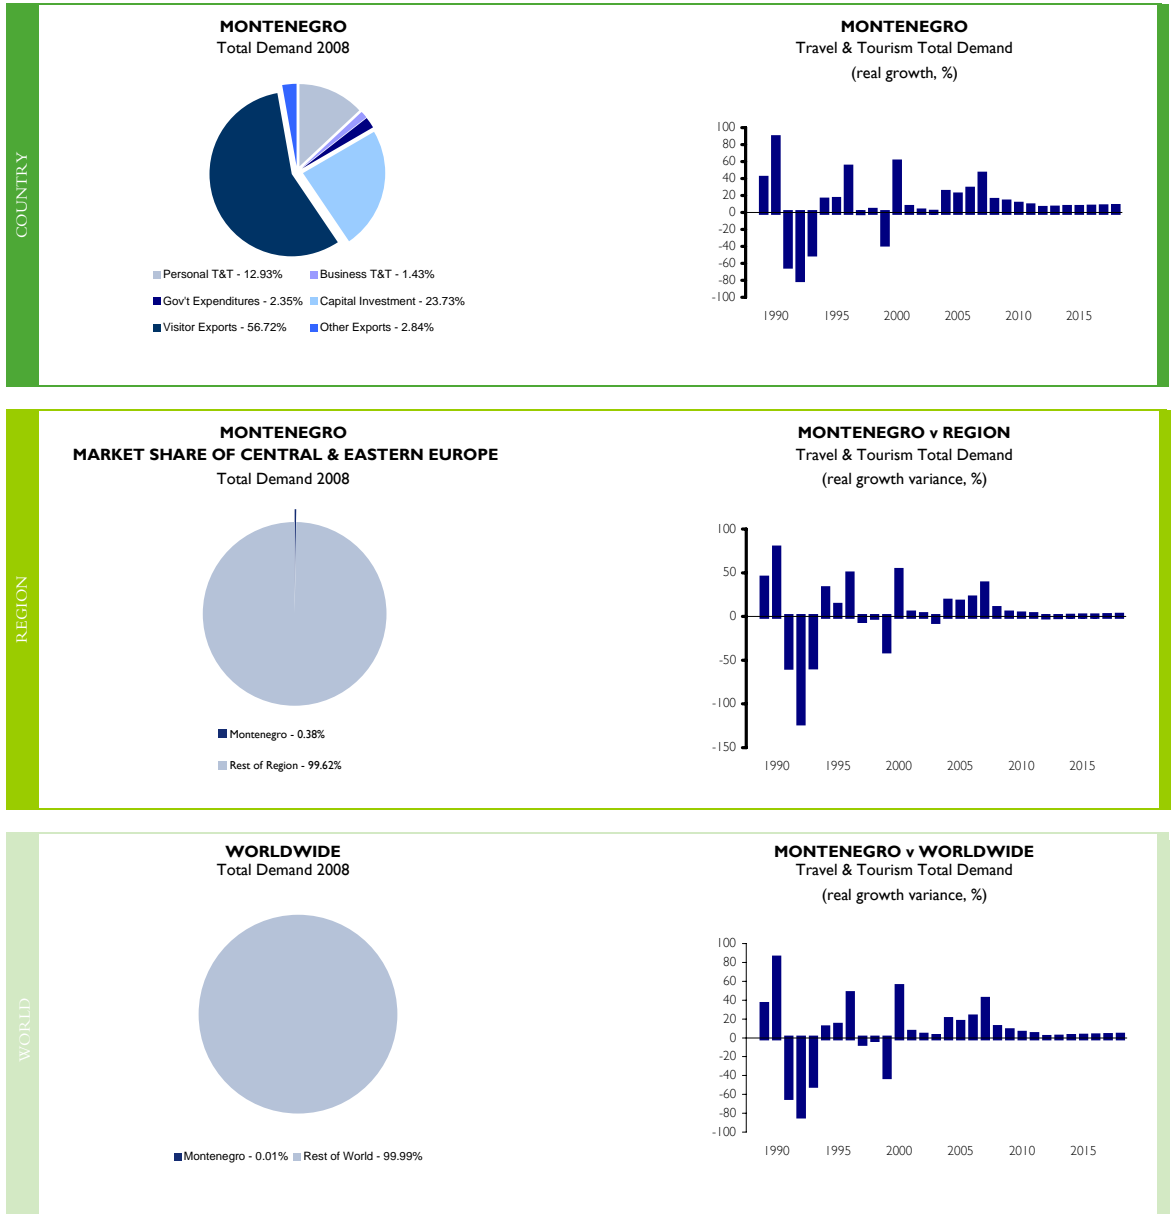 COUNTRY
MONTENEGRO
Total Demand 2008
Personal T&T - 12.93% Business T&T - 1.43%
Gov't Expenditures - 2.35% Capital Investment - 23.73%
Visitor Exports - 56.72% Other Exports - 2.84%
MONTENEGRO
Travel & Tourism Total Demand
(real growth, %)
100
80
60
40
20
0
-20
-40
-60
-80
-100
1990 1995 2000 2005 2010 2015
REGION
MONTENEGRO
MARKET SHARE OF CENTRAL & EASTERN EUROPE
Total Demand 2008
Montenegro - 0.38%
Rest of Region - 99.62%
MONTENEGRO v REGION
Travel & Tourism Total Demand
(real growth variance, %)
100
50
0
-50
-100
-150
1990 1995 2000 2005 2010 2015
WORLD
WORLDWIDE
Total Demand 2008
Montenegro - 0.01% Rest of World - 99.99%
MONTENEGRO v WORLDWIDE
Travel & Tourism Total Demand
(real growth variance, %)
100
80
60
40
20
0
-20
-40
-60
-80
-100
1990 1995 2000 2005 2010 2015